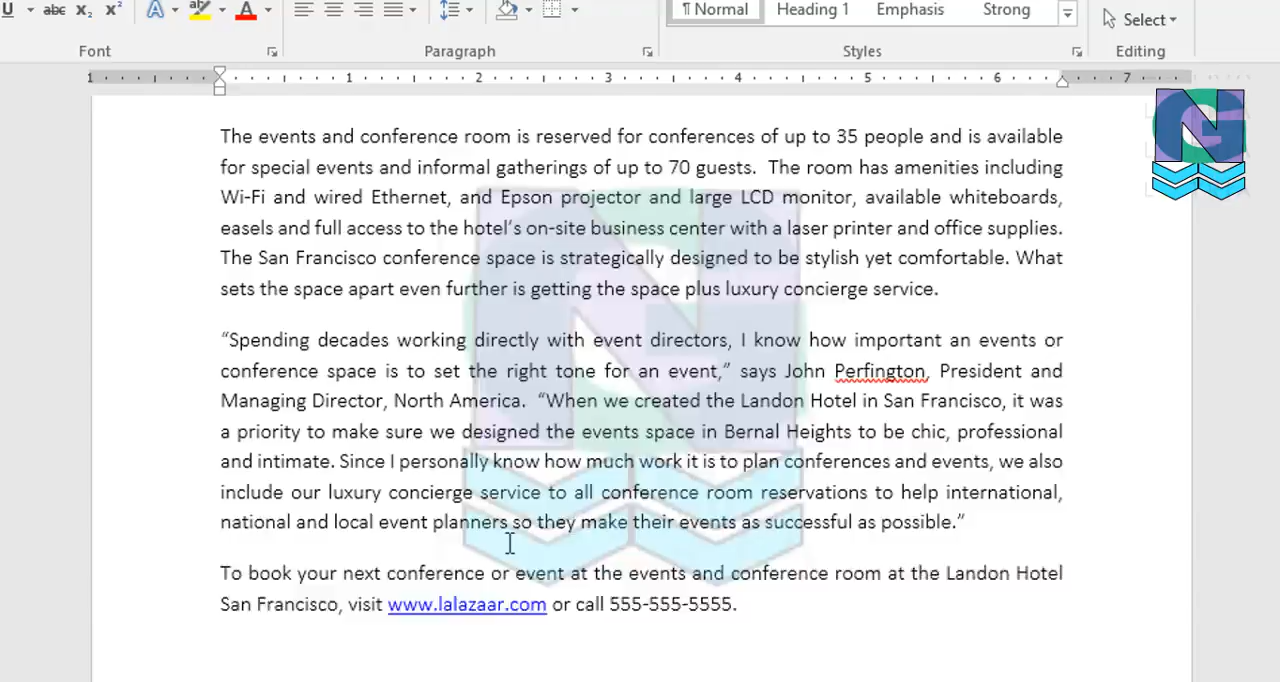 U abc X₂ X² A aby A
¶ Normal Heading 1 Emphasis Strong Select
Font Paragraph Styles Editing
1 1 2 3 4 5 6 7
The events and conference room is reserved for conferences of up to 35 people and is available
for special events and informal gatherings of up to 70 guests.  The room has amenities including
Wi-Fi and wired Ethernet, and Epson projector and large LCD monitor, available whiteboards,
easels and full access to the hotel's on-site business center with a laser printer and office supplies.
The San Francisco conference space is strategically designed to be stylish yet comfortable. What
sets the space apart even further is getting the space plus luxury concierge service.
“Spending decades working directly with event directors, I know how important an events or
conference space is to set the right tone for an event,” says John Perfington, President and
Managing Director, North America.  “When we created the Landon Hotel in San Francisco, it was
a priority to make sure we designed the events space in Bernal Heights to be chic, professional
and intimate. Since I personally know how much work it is to plan conferences and events, we also
include our luxury concierge service to all conference room reservations to help international,
national and local event planners so they make their events as successful as possible.”
To book your next conference or event at the events and conference room at the Landon Hotel
San Francisco, visit www.lalazaar.com or call 555-555-5555.